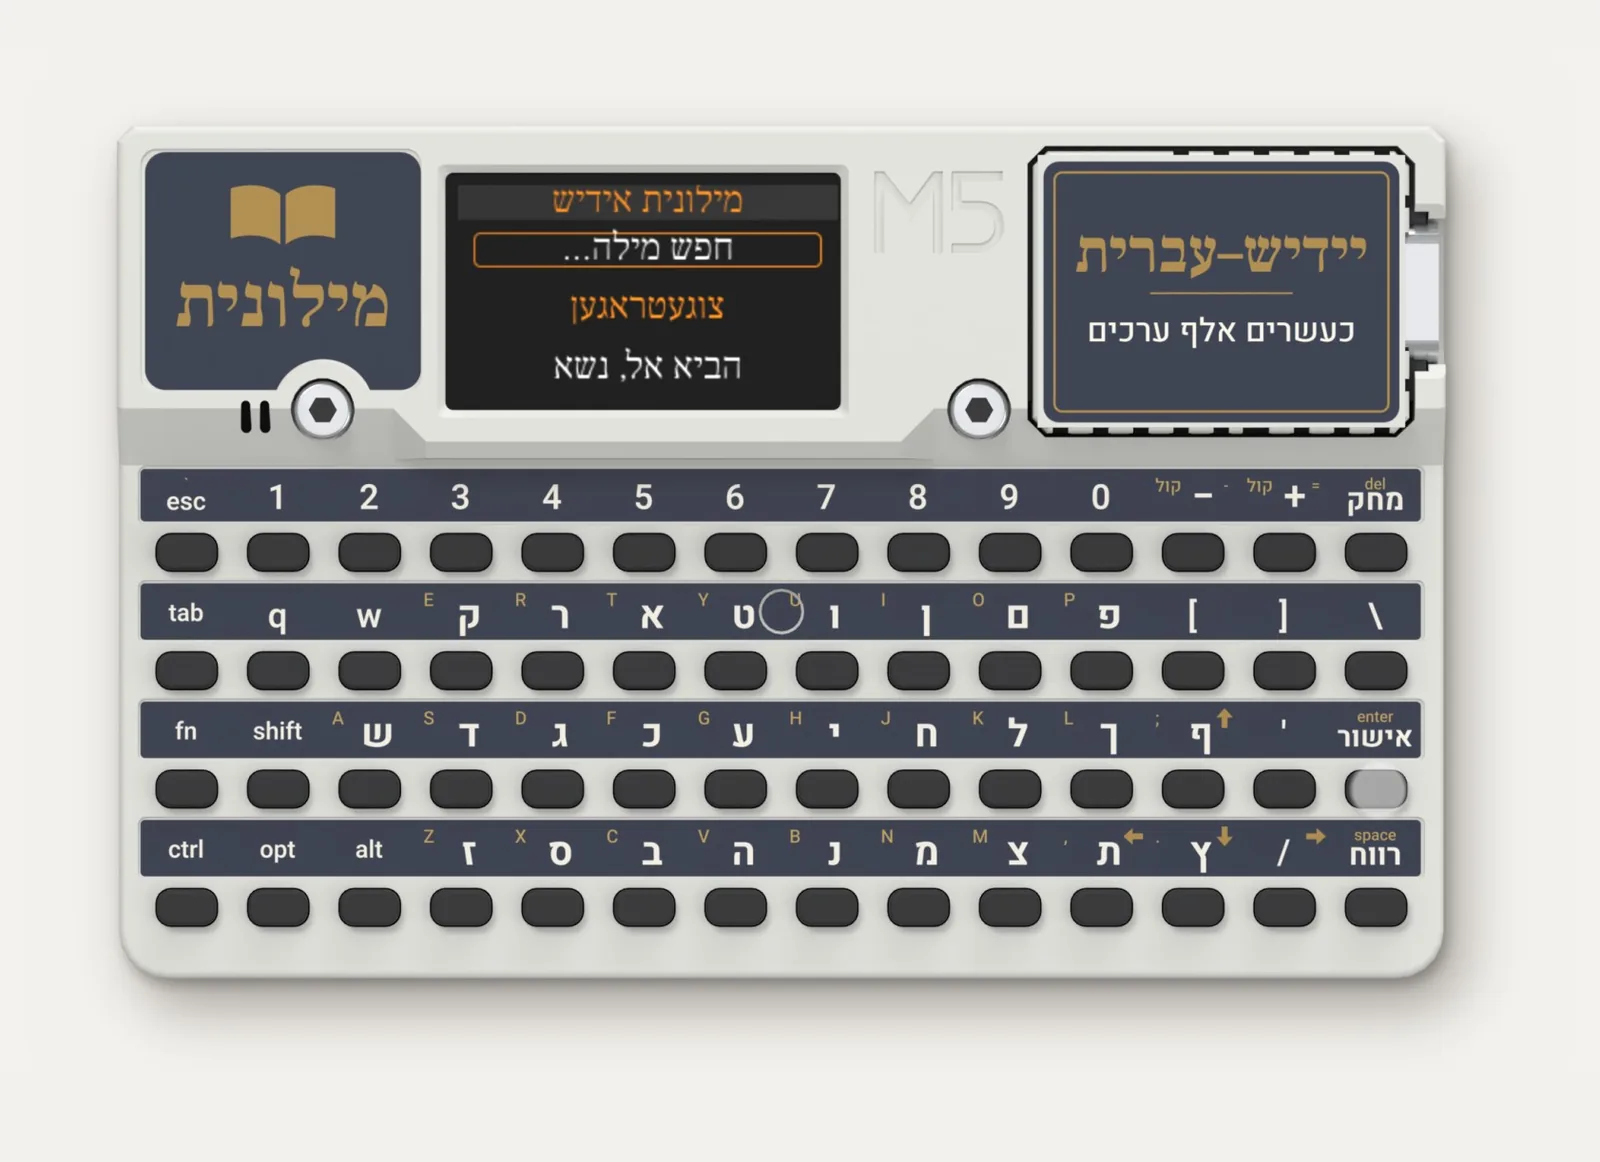 מילונית
מילונית אידיש
חפש מילה...
צוגעטראגען
הביא אל, נשא
M5
יידיש–עברית
כעשרים אלף ערכים
esc 1 2 3 4 5 6 7 8 9 0 קול − - קול + = del מחק
tab q w E ק R ר T א Y ט U ו I ן O ם P פ [ ] \
fn shift A ש S ד D ג F כ G ע H י J ח K ל L ך ; ף ' enter אישור
ctrl opt alt Z ז X ס C ב V ה B נ N מ M צ , ת . ץ / space רווח